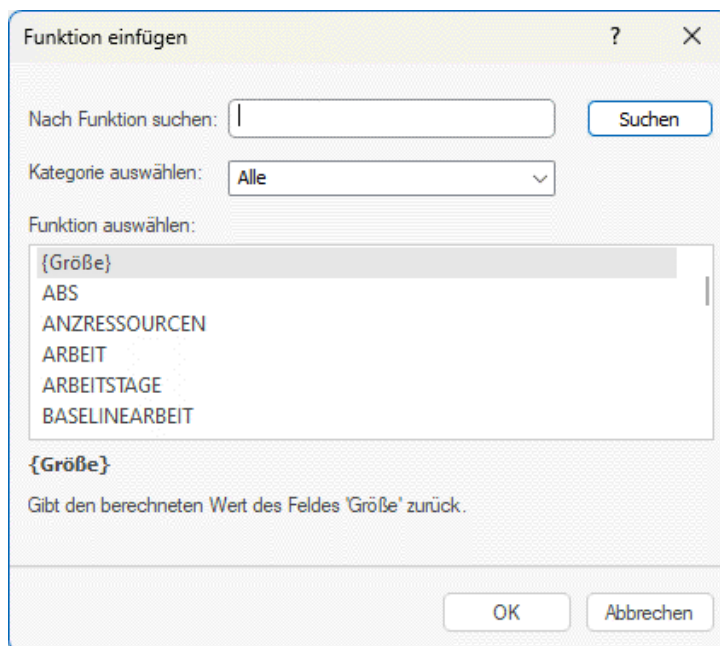 Funktion einfügen ?
Nach Funktion suchen: Suchen
Kategorie auswählen: Alle
Funktion auswählen:
{Größe}
ABS
ANZRESSOURCEN
ARBEIT
ARBEITSTAGE
BASELINEARBEIT
{Größe}
Gibt den berechneten Wert des Feldes 'Größe' zurück.
OK Abbrechen